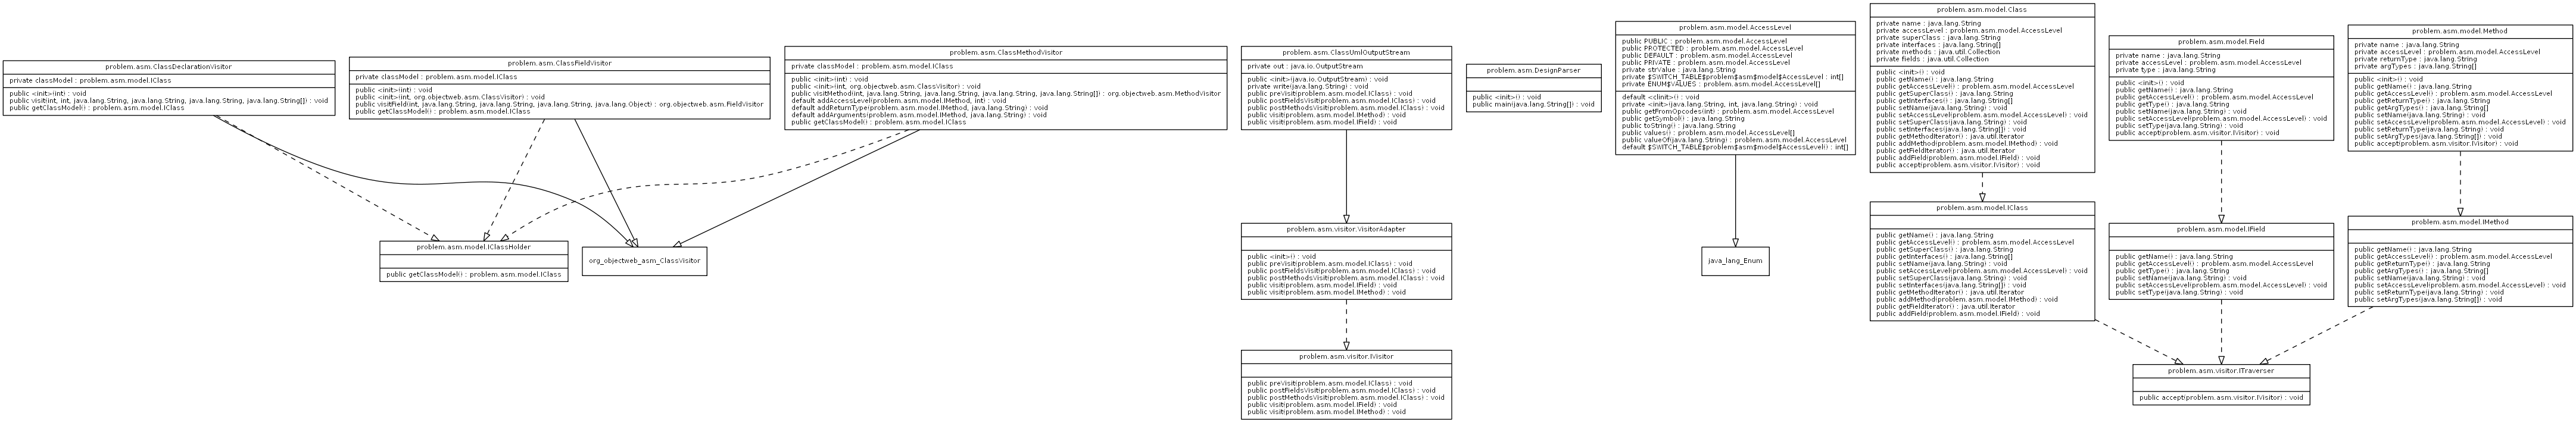 problem.asm.ClassDeclarationVisitor
private classModel : problem.asm.model.IClass
public <init>(int) : void
public visit(int, int, java.lang.String, java.lang.String, java.lang.String, java.lang.String[]) : void
public getClassModel() : problem.asm.model.IClass
problem.asm.ClassFieldVisitor
private classModel : problem.asm.model.IClass
public <init>(int) : void
public <init>(int, org.objectweb.asm.ClassVisitor) : void
public visitField(int, java.lang.String, java.lang.String, java.lang.String, java.lang.Object) : org.objectweb.asm.FieldVisitor
public getClassModel() : problem.asm.model.IClass
problem.asm.ClassMethodVisitor
private classModel : problem.asm.model.IClass
public <init>(int) : void
public <init>(int, org.objectweb.asm.ClassVisitor) : void
public visitMethod(int, java.lang.String, java.lang.String, java.lang.String, java.lang.String[]) : org.objectweb.asm.MethodVisitor
default addAccessLevel(problem.asm.model.IMethod, int) : void
default addReturnType(problem.asm.model.IMethod, java.lang.String) : void
default addArguments(problem.asm.model.IMethod, java.lang.String) : void
public getClassModel() : problem.asm.model.IClass
problem.asm.model.IClassHolder
public getClassModel() : problem.asm.model.IClass
org_objectweb_asm_ClassVisitor
problem.asm.ClassUmlOutputStream
private out : java.io.OutputStream
public <init>(java.io.OutputStream) : void
private write(java.lang.String) : void
public preVisit(problem.asm.model.IClass) : void
public postFieldsVisit(problem.asm.model.IClass) : void
public postMethodsVisit(problem.asm.model.IClass) : void
public visit(problem.asm.model.IMethod) : void
public visit(problem.asm.model.IField) : void
problem.asm.visitor.VisitorAdapter
public <init>() : void
public preVisit(problem.asm.model.IClass) : void
public postFieldsVisit(problem.asm.model.IClass) : void
public postMethodsVisit(problem.asm.model.IClass) : void
public visit(problem.asm.model.IField) : void
public visit(problem.asm.model.IMethod) : void
problem.asm.visitor.IVisitor
public preVisit(problem.asm.model.IClass) : void
public postFieldsVisit(problem.asm.model.IClass) : void
public postMethodsVisit(problem.asm.model.IClass) : void
public visit(problem.asm.model.IField) : void
public visit(problem.asm.model.IMethod) : void
problem.asm.DesignParser
public <init>() : void
public main(java.lang.String[]) : void
problem.asm.model.AccessLevel
public PUBLIC : problem.asm.model.AccessLevel
public PROTECTED : problem.asm.model.AccessLevel
public DEFAULT : problem.asm.model.AccessLevel
public PRIVATE : problem.asm.model.AccessLevel
private strValue : java.lang.String
private $SWITCH_TABLE$problem$asm$model$AccessLevel : int[]
private ENUM$VALUES : problem.asm.model.AccessLevel[]
default <clinit>() : void
private <init>(java.lang.String, int, java.lang.String) : void
public getFromOpcodes(int) : problem.asm.model.AccessLevel
public getSymbol() : java.lang.String
public toString() : java.lang.String
public values() : problem.asm.model.AccessLevel[]
public valueOf(java.lang.String) : problem.asm.model.AccessLevel
default $SWITCH_TABLE$problem$asm$model$AccessLevel() : int[]
java_lang_Enum
problem.asm.model.Class
private name : java.lang.String
private accessLevel : problem.asm.model.AccessLevel
private superClass : java.lang.String
private interfaces : java.lang.String[]
private methods : java.util.Collection
private fields : java.util.Collection
public <init>() : void
public getName() : java.lang.String
public getAccessLevel() : problem.asm.model.AccessLevel
public getSuperClass() : java.lang.String
public getInterfaces() : java.lang.String[]
public setName(java.lang.String) : void
public setAccessLevel(problem.asm.model.AccessLevel) : void
public setSuperClass(java.lang.String) : void
public setInterfaces(java.lang.String[]) : void
public getMethodIterator() : java.util.Iterator
public addMethod(problem.asm.model.IMethod) : void
public getFieldIterator() : java.util.Iterator
public addField(problem.asm.model.IField) : void
public accept(problem.asm.visitor.IVisitor) : void
problem.asm.model.IClass
public getName() : java.lang.String
public getAccessLevel() : problem.asm.model.AccessLevel
public getSuperClass() : java.lang.String
public getInterfaces() : java.lang.String[]
public setName(java.lang.String) : void
public setAccessLevel(problem.asm.model.AccessLevel) : void
public setSuperClass(java.lang.String) : void
public setInterfaces(java.lang.String[]) : void
public getMethodIterator() : java.util.Iterator
public addMethod(problem.asm.model.IMethod) : void
public getFieldIterator() : java.util.Iterator
public addField(problem.asm.model.IField) : void
problem.asm.model.Field
private name : java.lang.String
private accessLevel : problem.asm.model.AccessLevel
private type : java.lang.String
public <init>() : void
public getName() : java.lang.String
public getAccessLevel() : problem.asm.model.AccessLevel
public getType() : java.lang.String
public setName(java.lang.String) : void
public setAccessLevel(problem.asm.model.AccessLevel) : void
public setType(java.lang.String) : void
public accept(problem.asm.visitor.IVisitor) : void
problem.asm.model.IField
public getName() : java.lang.String
public getAccessLevel() : problem.asm.model.AccessLevel
public getType() : java.lang.String
public setName(java.lang.String) : void
public setAccessLevel(problem.asm.model.AccessLevel) : void
public setType(java.lang.String) : void
problem.asm.model.Method
private name : java.lang.String
private accessLevel : problem.asm.model.AccessLevel
private returnType : java.lang.String
private argTypes : java.lang.String[]
public <init>() : void
public getName() : java.lang.String
public getAccessLevel() : problem.asm.model.AccessLevel
public getReturnType() : java.lang.String
public getArgTypes() : java.lang.String[]
public setName(java.lang.String) : void
public setAccessLevel(problem.asm.model.AccessLevel) : void
public setReturnType(java.lang.String) : void
public setArgTypes(java.lang.String[]) : void
public accept(problem.asm.visitor.IVisitor) : void
problem.asm.model.IMethod
public getName() : java.lang.String
public getAccessLevel() : problem.asm.model.AccessLevel
public getReturnType() : java.lang.String
public getArgTypes() : java.lang.String[]
public setName(java.lang.String) : void
public setAccessLevel(problem.asm.model.AccessLevel) : void
public setReturnType(java.lang.String) : void
public setArgTypes(java.lang.String[]) : void
problem.asm.visitor.ITraverser
public accept(problem.asm.visitor.IVisitor) : void